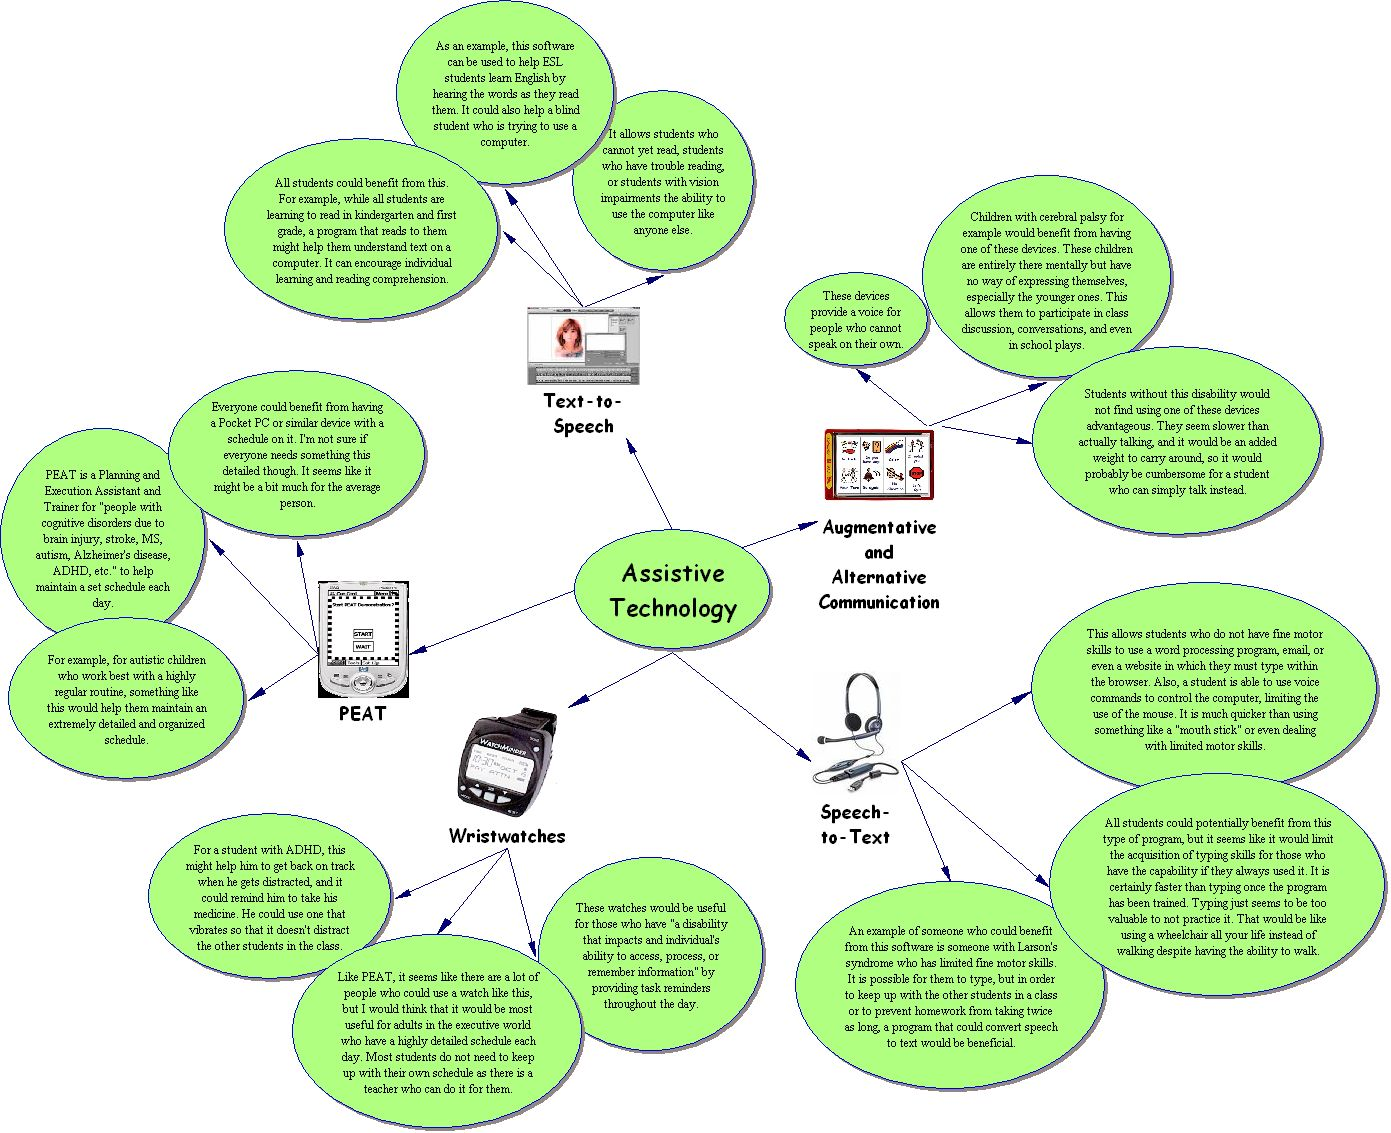 As an example, this software
can be used to help ESL
students learn English by
hearing the words as they read
them. It could also help a blind
student who is trying to use a
computer.
It allows students who
cannot yet read, students
who have trouble reading,
or students with vision
impairments the ability to
use the computer like
anyone else.
All students could benefit from this.
For example, while all students are
learning to read in kindergarten and first
grade, a program that reads to them
might help them understand text on a
computer. It can encourage individual
learning and reading comprehension.
Text-to-
Speech
These devices
provide a voice for
people who cannot
speak on their own.
Children with cerebral palsy for
example would benefit from having
one of these devices. These children
are entirely there mentally but have
no way of expressing themselves,
especially the younger ones. This
allows them to participate in class
discussion, conversations, and even
in school plays.
Students without this disability would
not find using one of these devices
advantageous. They seem slower than
actually talking, and it would be an added
weight to carry around, so it would
probably be cumbersome for a student
who can simply talk instead.
Augmentative
and
Alternative
Communication
Everyone could benefit from having
a Pocket PC or similar device with a
schedule on it. I'm not sure if
everyone needs something this
detailed though. It seems like it
might be a bit much for the average
person.
PEAT is a Planning and
Execution Assistant and
Trainer for "people with
cognitive disorders due to
brain injury, stroke, MS,
autism, Alzheimer's disease,
ADHD, etc." to help
maintain a set schedule each
day.
For example, for autistic children
who work best with a highly
regular routine, something like
this would help them maintain an
extremely detailed and organized
schedule.
Start PEAT Demonstration?
START
WAIT
PEAT
Assistive
Technology
WATCHMINDER
10:30
Wristwatches
For a student with ADHD, this
might help him to get back on track
when he gets distracted, and it
could remind him to take his
medicine. He could use one that
vibrates so that it doesn't distract
the other students in the class.
Like PEAT, it seems like there are a lot of
people who could use a watch like this,
but I would think that it would be most
useful for adults in the executive world
who have a highly detailed schedule each
day. Most students do not need to keep
up with their own schedule as there is a
teacher who can do it for them.
These watches would be useful
for those who have "a disability
that impacts and individual's
ability to access, process, or
remember information" by
providing task reminders
throughout the day.
Speech-
to-Text
This allows students who do not have fine motor
skills to use a word processing program, email, or
even a website in which they must type within
the browser. Also, a student is able to use voice
commands to control the computer, limiting the
use of the mouse. It is much quicker than using
something like a "mouth stick" or even dealing
with limited motor skills.
All students could potentially benefit from this
type of program, but it seems like it would limit
the acquisition of typing skills for those who
have the capability if they always used it. It is
certainly faster than typing once the program
has been trained. Typing just seems to be too
valuable to not practice it. That would be like
using a wheelchair all your life instead of
walking despite having the ability to walk.
An example of someone who could benefit
from this software is someone with Larson's
syndrome who has limited fine motor skills.
It is possible for them to type, but in order
to keep up with the other students in a class
or to prevent homework from taking twice
as long, a program that could convert speech
to text would be beneficial.